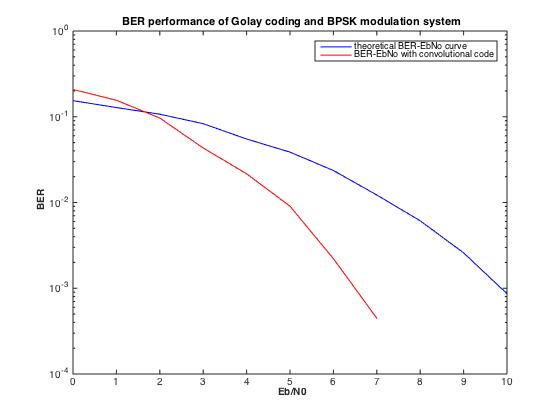 BER performance of Golay coding and BPSK modulation system
theoretical BER-EbNo curve
BER-EbNo with convolutional code
10^0
10^-1
10^-2
10^-3
10^-4
BER
0 1 2 3 4 5 6 7 8 9 10
Eb/N0